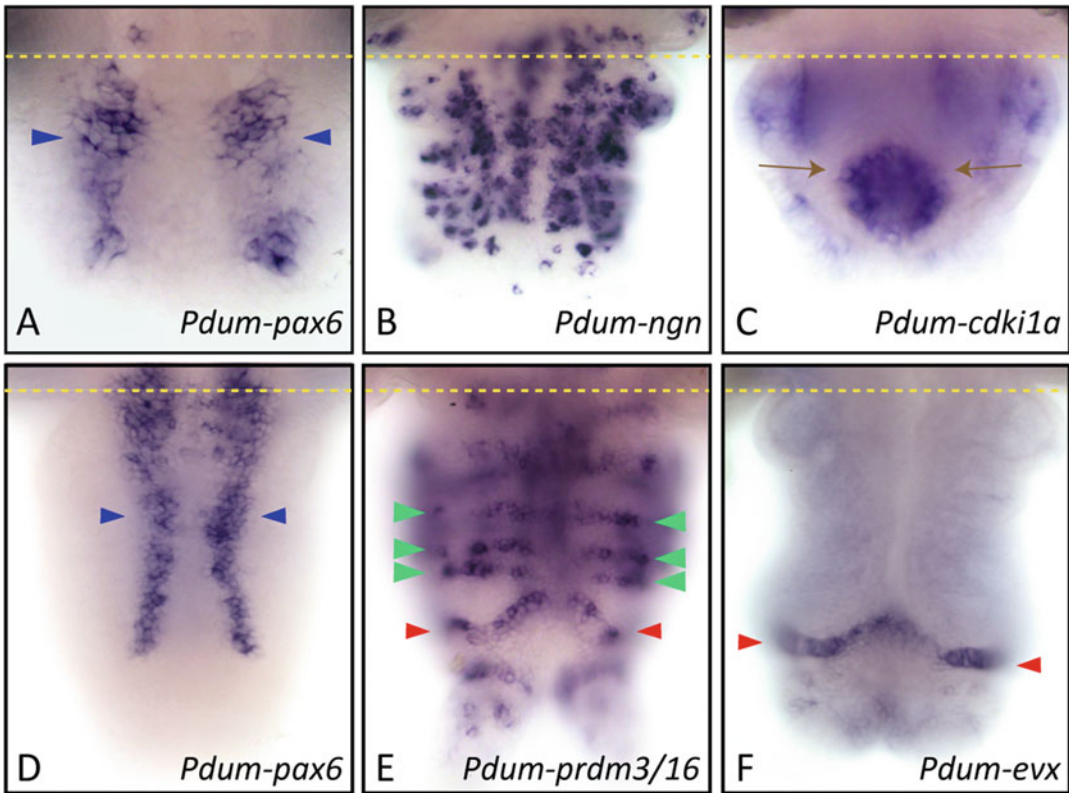 A Pdum-pax6
B Pdum-ngn
C Pdum-cdki1a
D Pdum-pax6
E Pdum-prdm3/16
F Pdum-evx